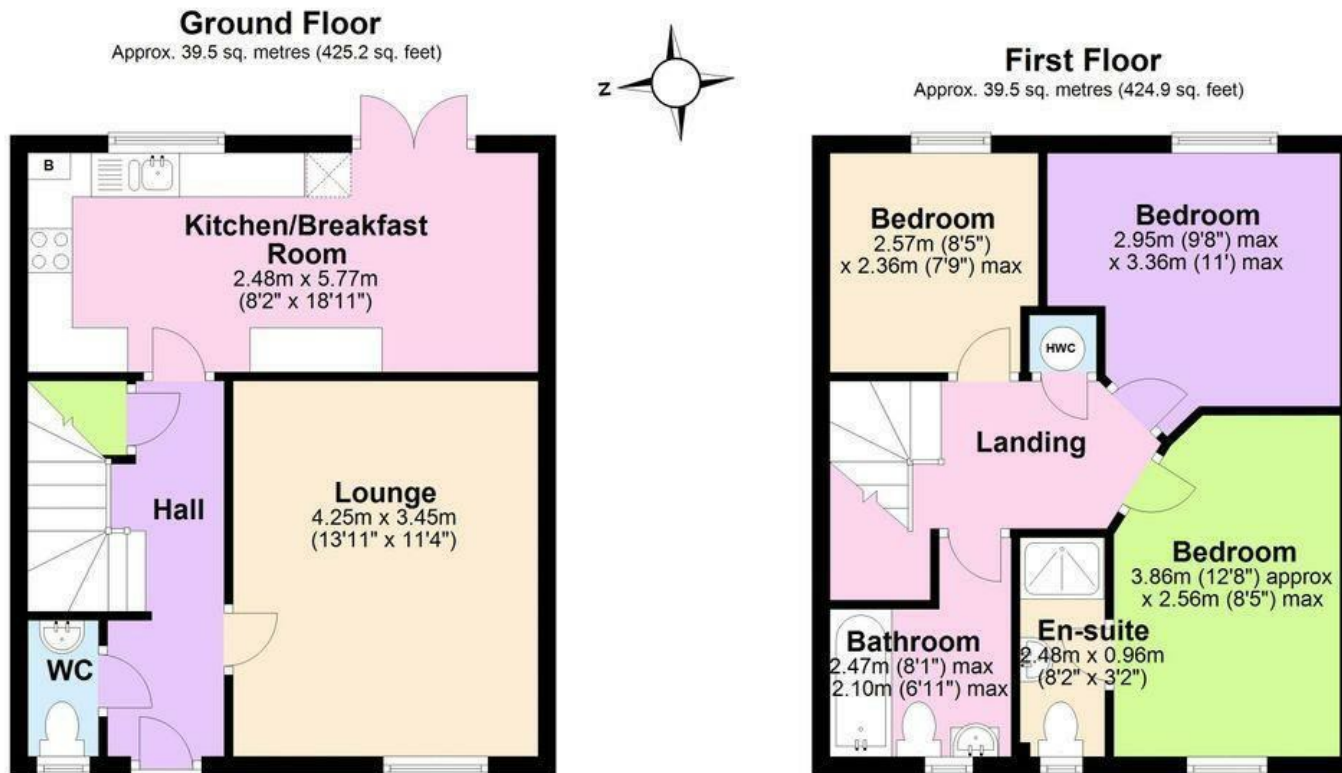 Ground Floor
Approx. 39.5 sq. metres (425.2 sq. feet)
B
Kitchen/Breakfast
Room
2.48m x 5.77m
(8'2" x 18'11")
Hall
Lounge
4.25m x 3.45m
(13'11" x 11'4")
WC
N
First Floor
Approx. 39.5 sq. metres (424.9 sq. feet)
Bedroom
2.57m (8'5")
x 2.36m (7'9") max
Bedroom
2.95m (9'8") max
x 3.36m (11') max
HWC
Landing
Bedroom
3.86m (12'8") approx
x 2.56m (8'5") max
Bathroom
2.47m (8'1") max
2.10m (6'11") max
En-suite
2.48m x 0.96m
(8'2" x 3'2")